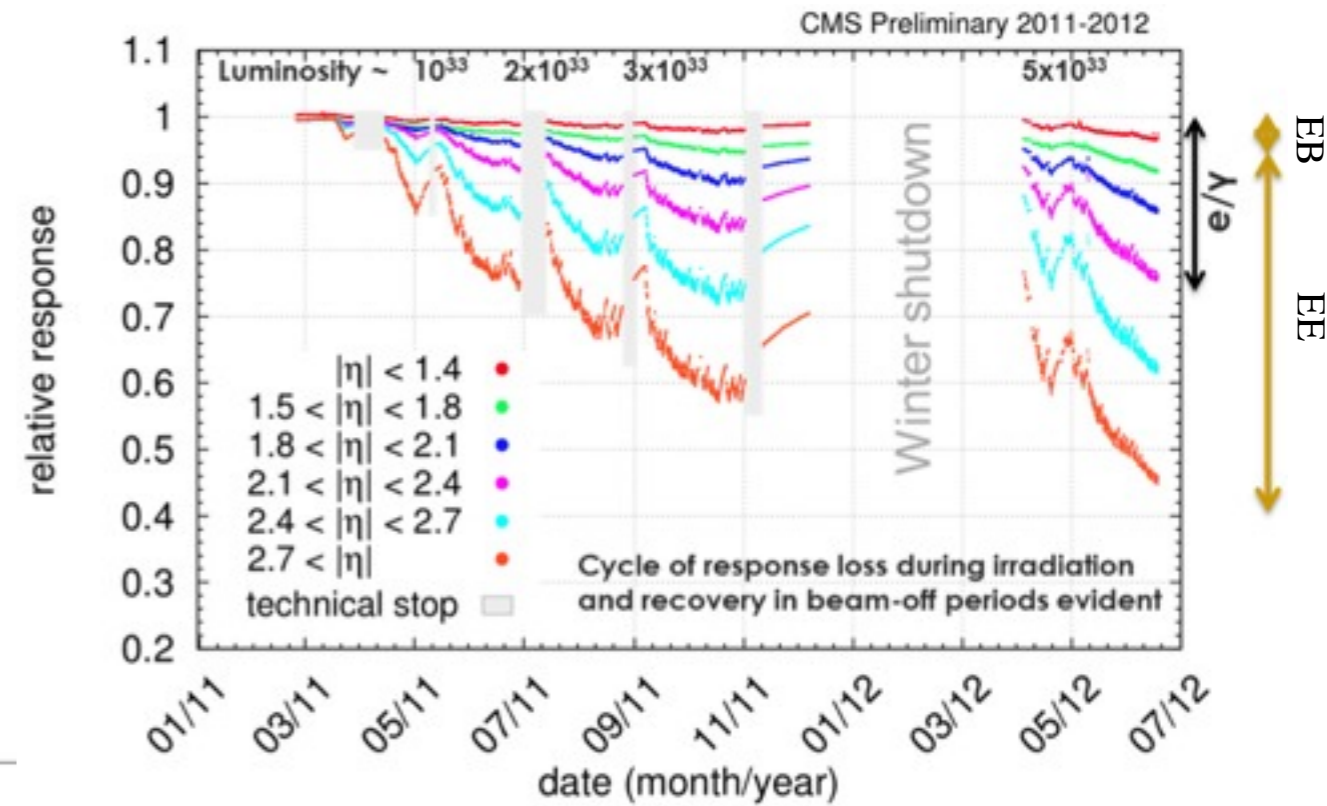 CMS Preliminary 2011-2012
Luminosity ~ 10³³ 2x10³³ 3x10³³ 5x10³³
1.1
1
0.9
0.8
0.7
0.6
0.5
0.4
0.3
0.2
relative response
|η| < 1.4
1.5 < |η| < 1.8
1.8 < |η| < 2.1
2.1 < |η| < 2.4
2.4 < |η| < 2.7
2.7 < |η|
technical stop
Winter shutdown
Cycle of response loss during irradiation
and recovery in beam-off periods evident
e/γ
EB
EE
01/11 03/11 05/11 07/11 09/11 11/11 01/12 03/12 05/12 07/12
date (month/year)